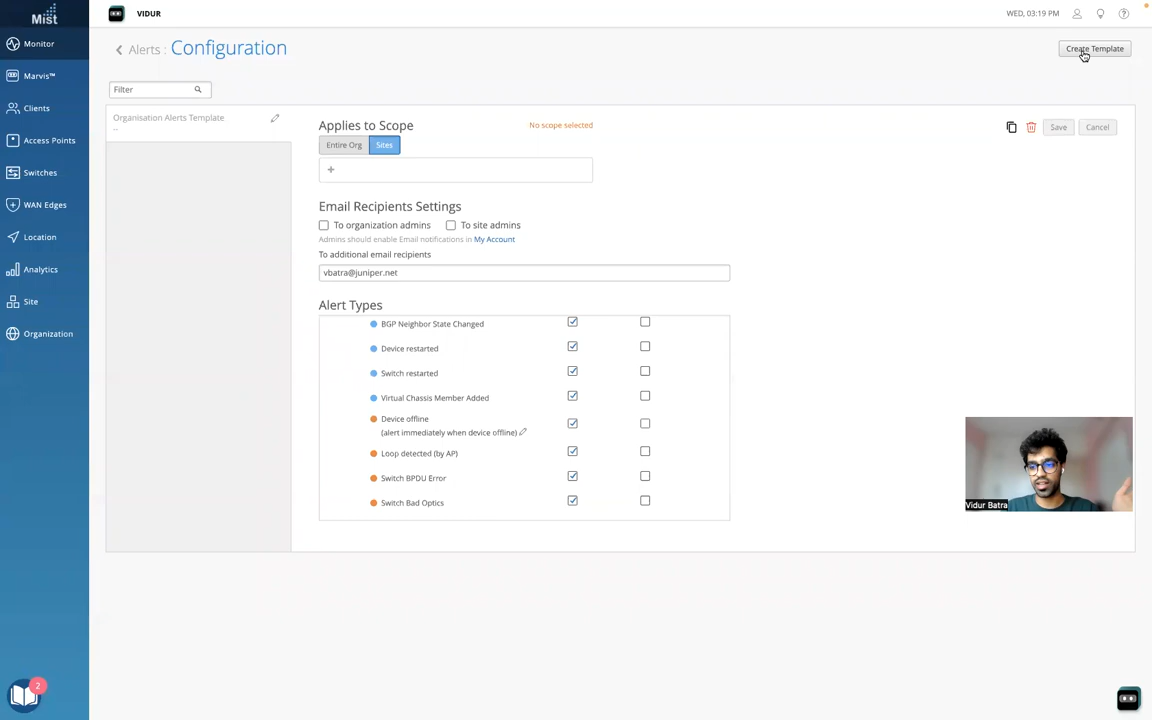 Mist
VIDUR
WED, 03:19 PM
Monitor
Marvis™
Clients
Access Points
Switches
WAN Edges
Location
Analytics
Site
Organization
2
Alerts : Configuration
Create Template
Filter
Organisation Alerts Template
--
Applies to Scope
No scope selected
Save
Cancel
Entire Org
Sites
+
Email Recipients Settings
To organization admins
To site admins
Admins should enable Email notifications in My Account
To additional email recipients
vbatra@juniper.net
Alert Types
BGP Neighbor State Changed
Device restarted
Switch restarted
Virtual Chassis Member Added
Device offline
(alert immediately when device offline)
Loop detected (by AP)
Switch BPDU Error
Switch Bad Optics
Vidur Batra